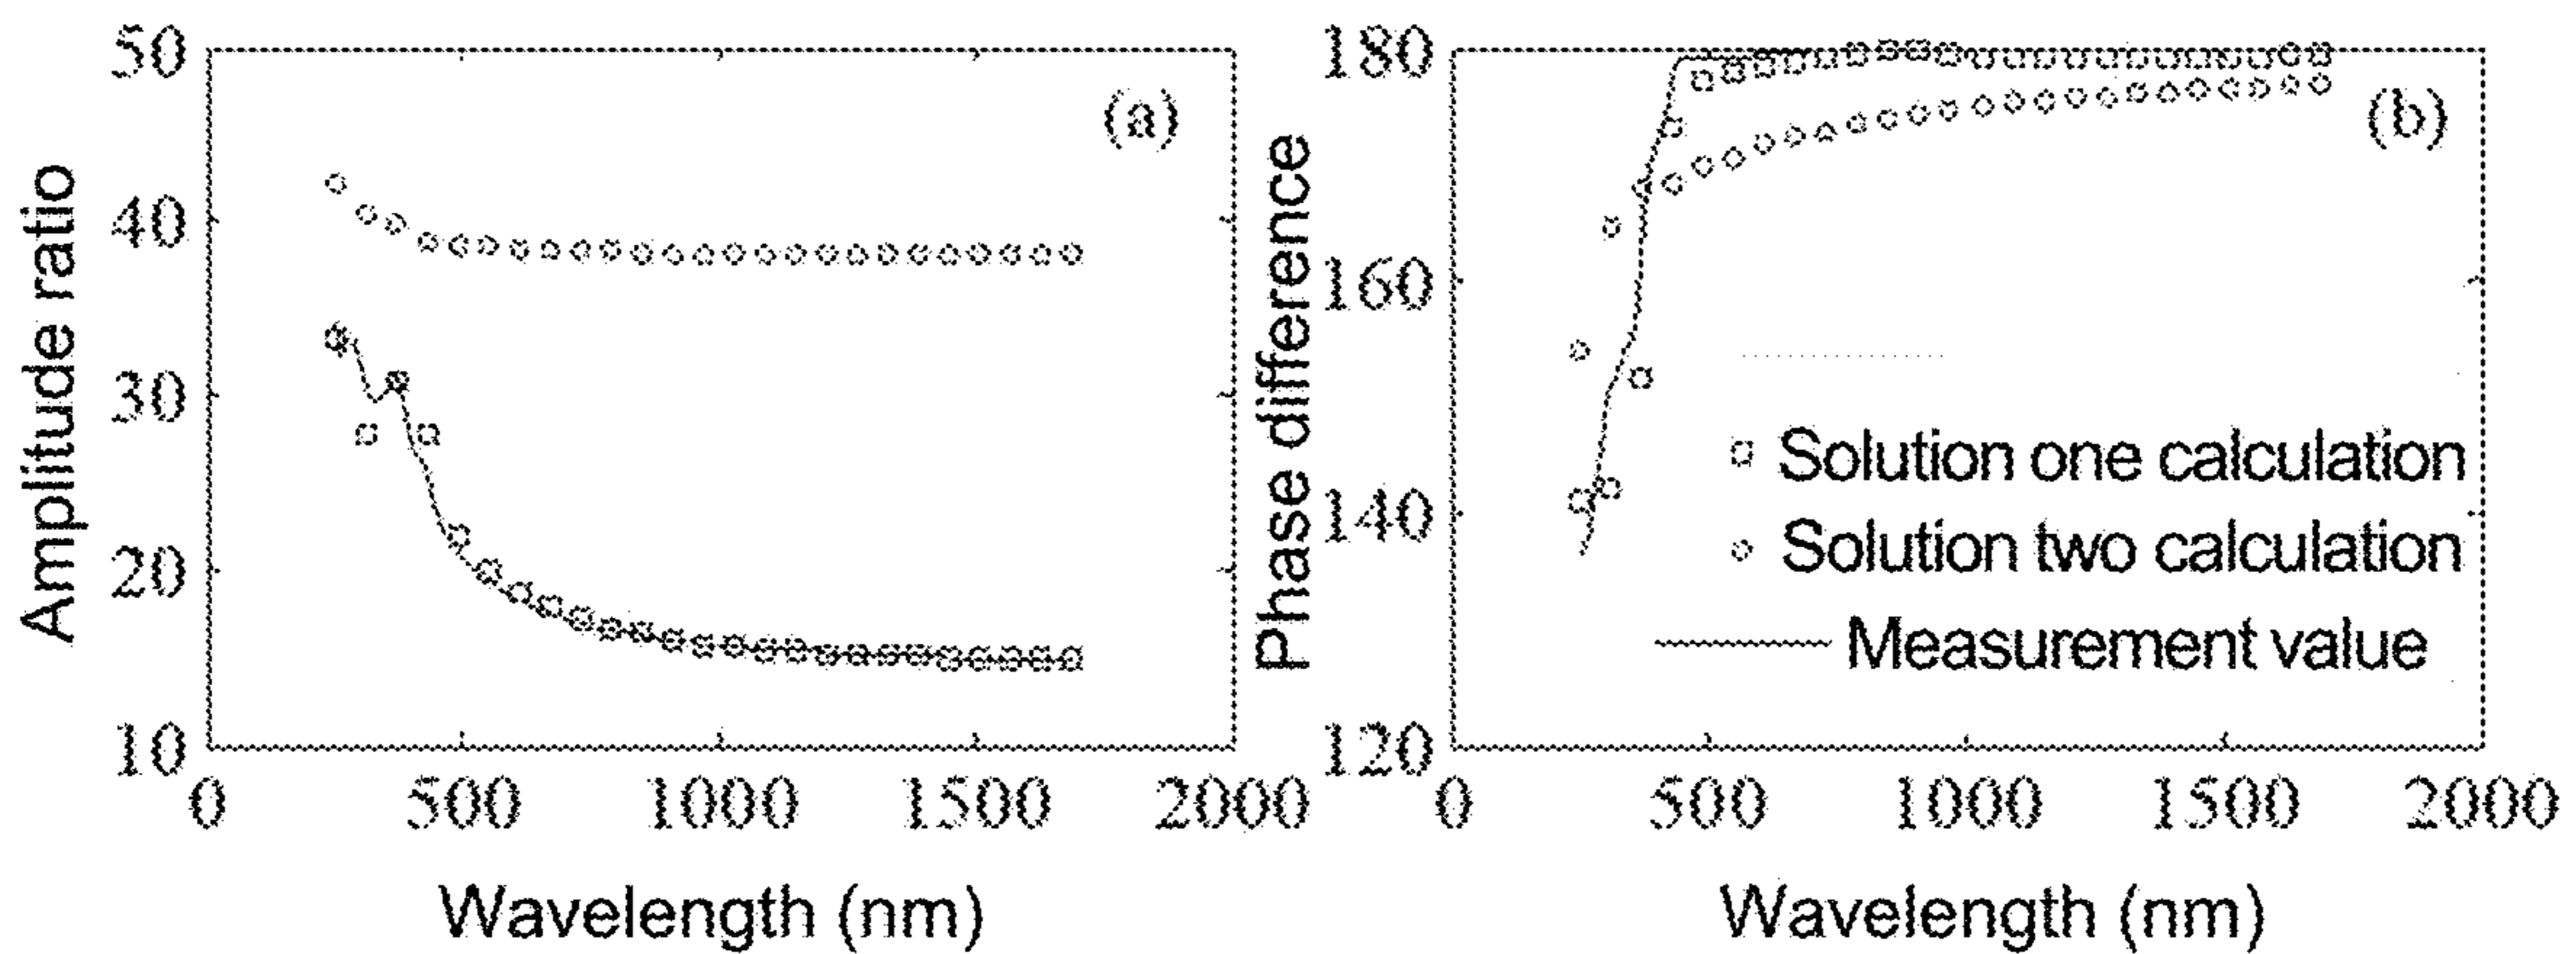 50
40
30
20
10
0 500 1000 1500 2000
Amplitude ratio
Wavelength (nm)
(a)
180
160
140
120
0 500 1000 1500 2000
Phase difference
Wavelength (nm)
(b)
Solution one calculation
Solution two calculation
Measurement value